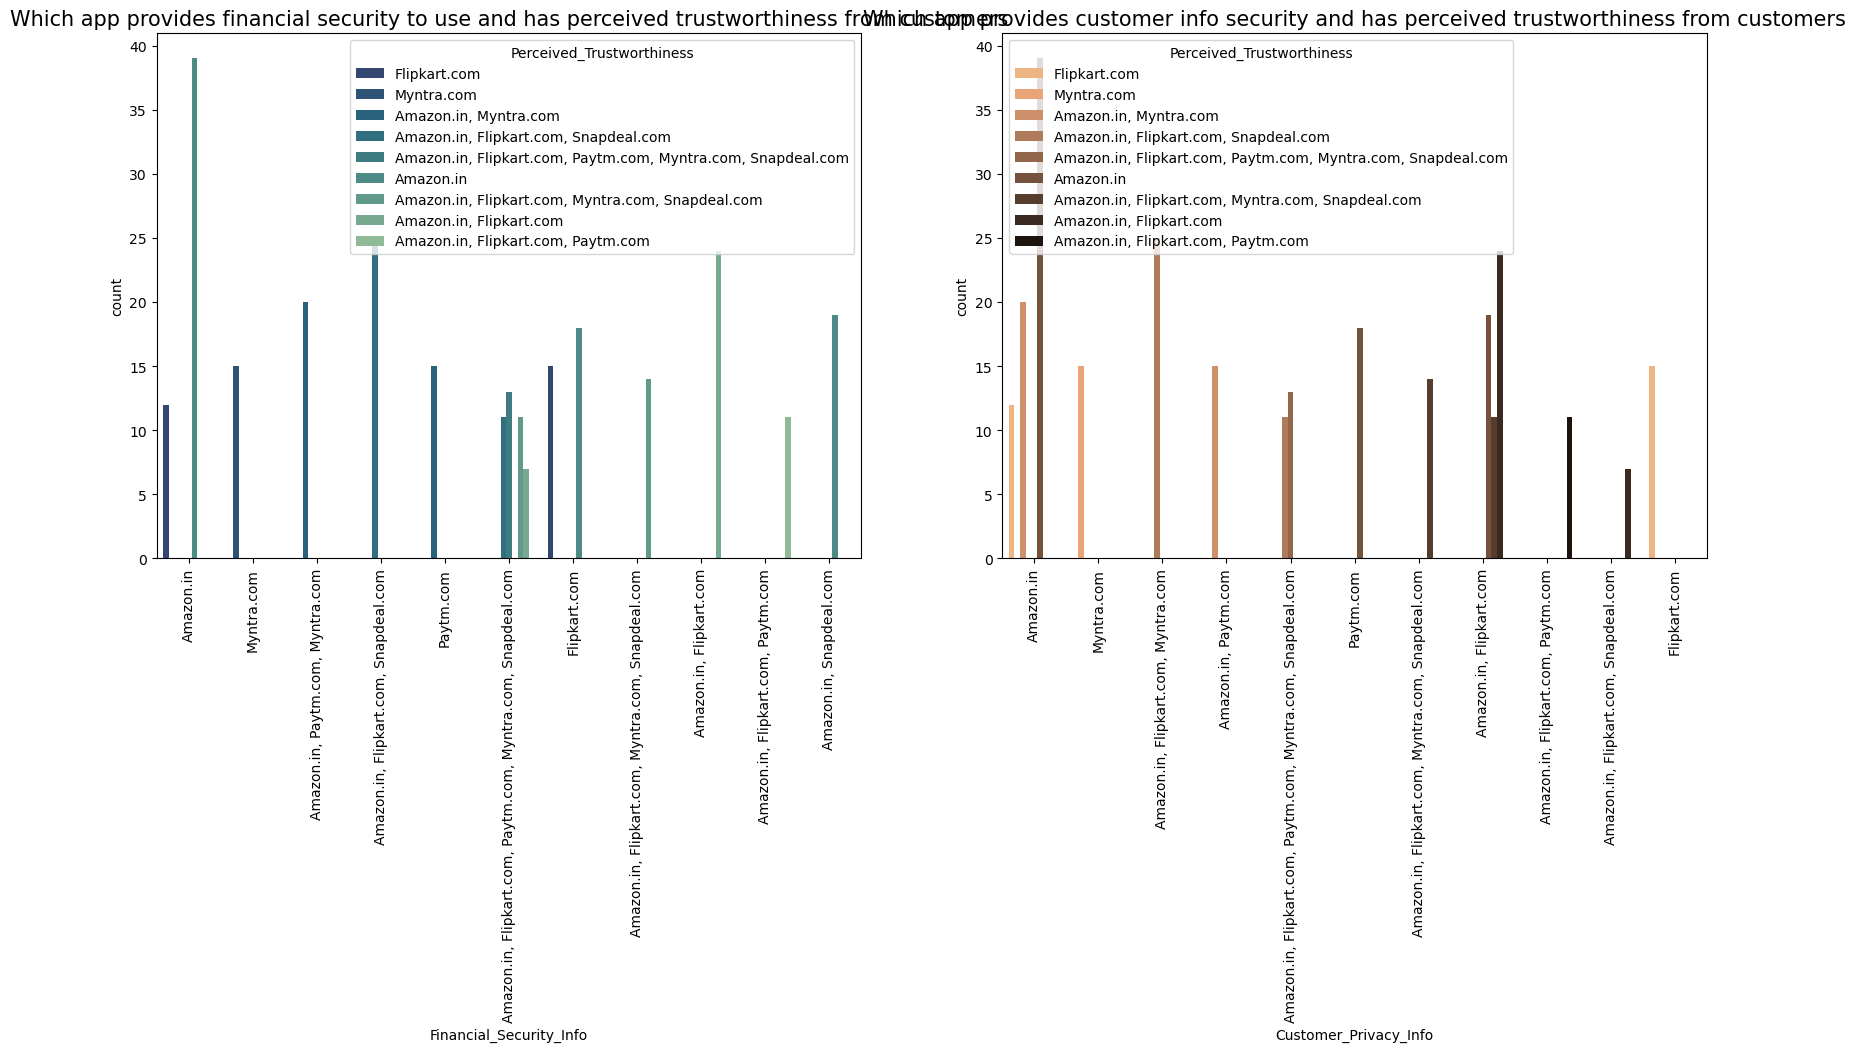 Which app provides financial security to use and has perceived trustworthiness from customers
Which app provides customer info security and has perceived trustworthiness from customers
40
35
30
25
20
15
10
5
0
count
Perceived_Trustworthiness
Flipkart.com
Myntra.com
Amazon.in, Myntra.com
Amazon.in, Flipkart.com, Snapdeal.com
Amazon.in, Flipkart.com, Paytm.com, Myntra.com, Snapdeal.com
Amazon.in
Amazon.in, Flipkart.com, Myntra.com, Snapdeal.com
Amazon.in, Flipkart.com
Amazon.in, Flipkart.com, Paytm.com
Amazon.in
Myntra.com
Amazon.in, Paytm.com, Myntra.com
Amazon.in, Flipkart.com, Snapdeal.com
Paytm.com
Amazon.in, Flipkart.com, Paytm.com, Myntra.com, Snapdeal.com
Flipkart.com
Amazon.in, Flipkart.com, Myntra.com, Snapdeal.com
Amazon.in, Flipkart.com
Amazon.in, Flipkart.com, Paytm.com
Amazon.in, Snapdeal.com
Financial_Security_Info
40
35
30
25
20
15
10
5
0
count
Perceived_Trustworthiness
Flipkart.com
Myntra.com
Amazon.in, Myntra.com
Amazon.in, Flipkart.com, Snapdeal.com
Amazon.in, Flipkart.com, Paytm.com, Myntra.com, Snapdeal.com
Amazon.in
Amazon.in, Flipkart.com, Myntra.com, Snapdeal.com
Amazon.in, Flipkart.com
Amazon.in, Flipkart.com, Paytm.com
Amazon.in
Myntra.com
Amazon.in, Flipkart.com, Myntra.com
Amazon.in, Paytm.com
Amazon.in, Flipkart.com, Paytm.com, Myntra.com, Snapdeal.com
Paytm.com
Amazon.in, Flipkart.com, Myntra.com, Snapdeal.com
Amazon.in, Flipkart.com
Amazon.in, Flipkart.com, Paytm.com
Amazon.in, Flipkart.com, Snapdeal.com
Flipkart.com
Customer_Privacy_Info